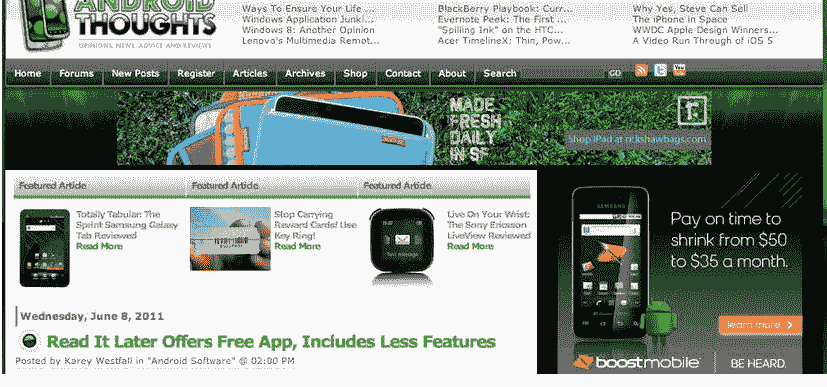 ANDROID
THOUGHTS
OPINIONS, NEWS, ADVICE AND REVIEWS
Ways To Ensure Your Life ...
Windows Application Junki...
Windows 8: Another Opinion
Lenovo's Multimedia Remot...
BlackBerry Playbook: Curr...
Evernote Peek: The First ...
"Spilling Ink" on the HTC...
Acer TimelineX: Thin, Pow...
Why Yes, Steve Can Sell
The iPhone in Space
WWDC Apple Design Winners...
A Video Run Through of iOS 5
Home Forums New Posts Register Articles Archives Shop Contact About Search GO
MADE
FRESH
DAILY
IN SF
r:
Shop iPad at rickshawbags.com
Featured Article
Totally Tabular: The
Sprint Samsung Galaxy
Tab Reviewed
Read More
Featured Article
Stop Carrying
Reward Cards! Use
Key Ring!
Read More
Featured Article
Live On Your Wrist:
The Sony Ericsson
LiveView Reviewed
Read More
Text message
Wednesday, June 8, 2011
Read It Later Offers Free App, Includes Less Features
Posted by Karey Westfall in "Android Software" @ 02:00 PM
SAMSUNG
Pay on time to
shrink from $50
to $35 a month.
learn more >
boostmobile BE HEARD.